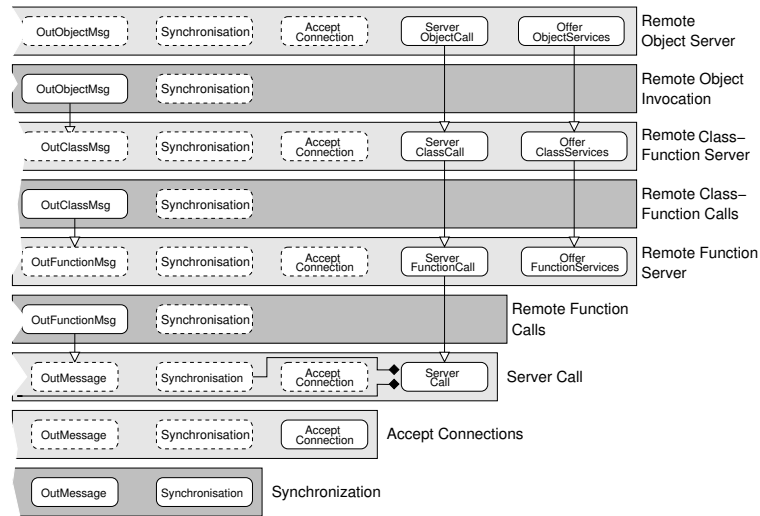 OutObjectMsg Synchronisation Accept Server Offer Remote
Connection ObjectCall ObjectServices Object Server
OutObjectMsg Synchronisation Remote Object
Invocation
OutClassMsg Synchronisation Accept Server Offer Remote Class–
Connection ClassCall ClassServices Function Server
OutClassMsg Synchronisation Remote Class–
Function Calls
OutFunctionMsg Synchronisation Accept Server Offer Remote Function
Connection FunctionCall FunctionServices Server
OutFunctionMsg Synchronisation Remote Function
Calls
OutMessage Synchronisation Accept Server Server Call
Connection Call
OutMessage Synchronisation Accept Accept Connections
Connection
OutMessage Synchronisation Synchronization